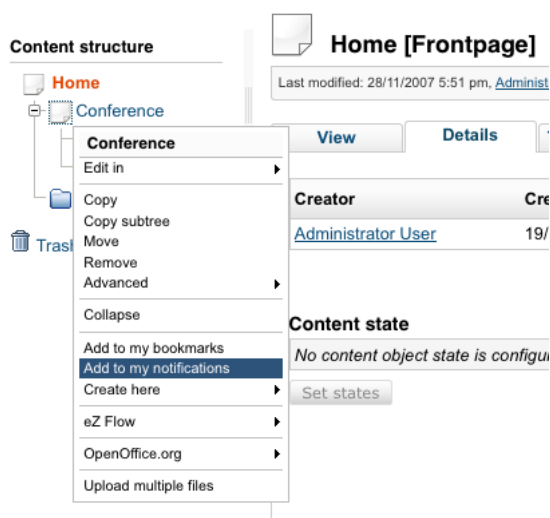 Content structure
Home
Conference
Trash
Conference
Edit in
Copy
Copy subtree
Move
Remove
Advanced
Collapse
Add to my bookmarks
Add to my notifications
Create here
eZ Flow
OpenOffice.org
Upload multiple files
Home [Frontpage]
Last modified: 28/11/2007 5:51 pm, Administ
View
Details
Creator
Cre
Administrator User
19/
Content state
No content object state is configur
Set states